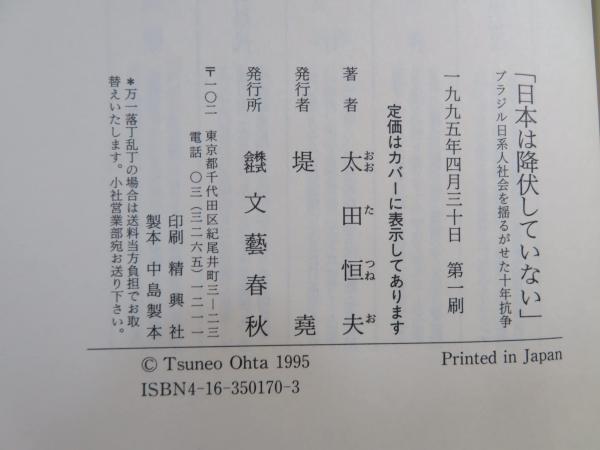 「日本は降伏していない」
ブラジル日系人社会を揺るがせた十年抗争
一九九五年四月三十日　第一刷
定価はカバーに表示してあります
著者　太田恒夫
おおたつねお
発行者　堤　堯
発行所　株式会社　文藝春秋
〒一〇二　東京都千代田区紀尾井町三―二三
電話　〇三（三二六五）一二一一
印刷　精興社
製本　中島製本
＊万一落丁乱丁の場合は送料当方負担でお取
替えいたします。小社営業部宛お送り下さい。
© Tsuneo Ohta 1995
Printed in Japan
ISBN4-16-350170-3